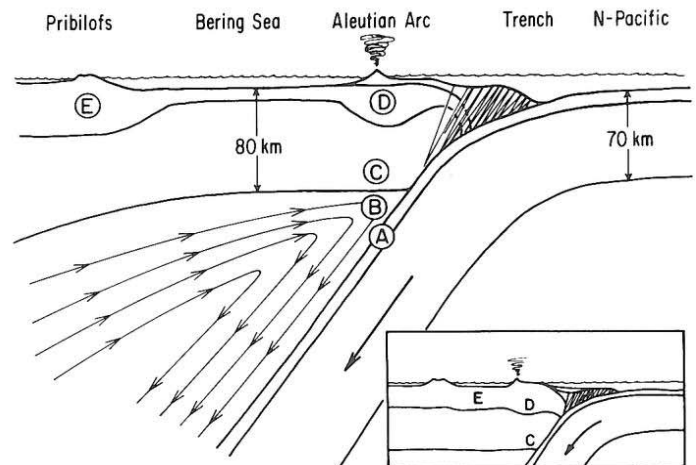 Pribilofs Bering Sea Aleutian Arc Trench N-Pacific
E D
80 km 70 km
C
B
A
E D
C